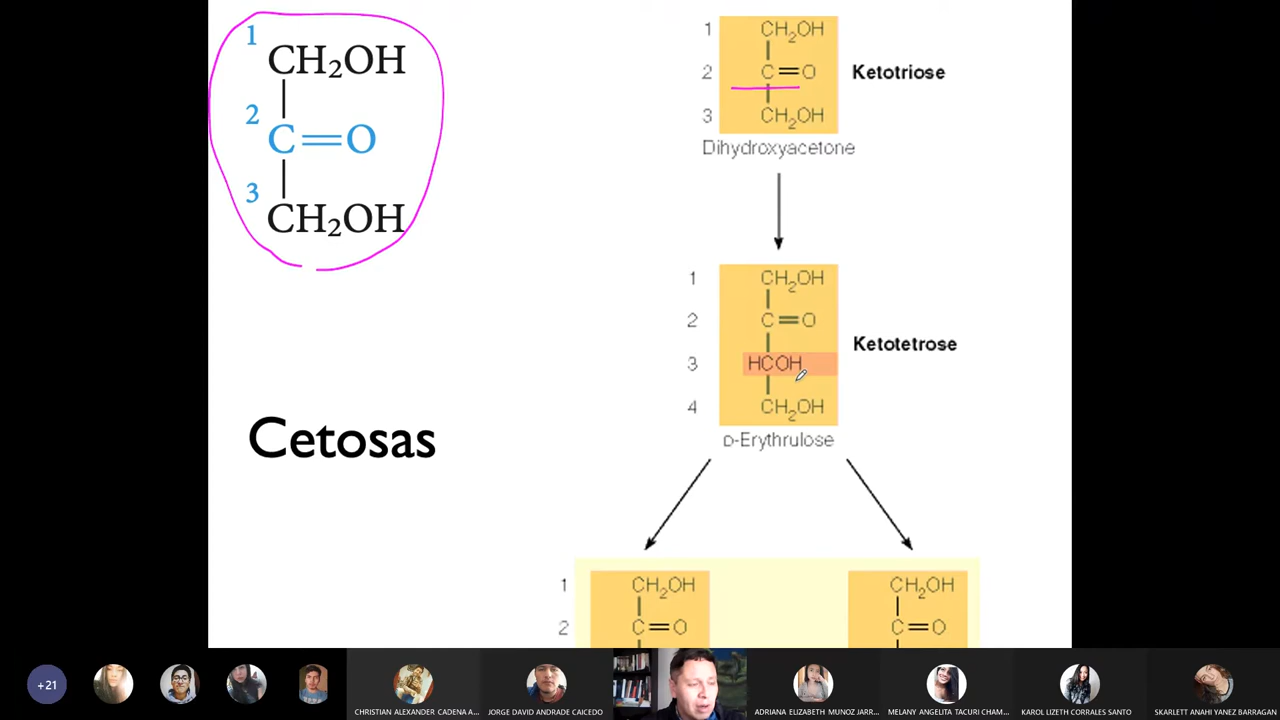 1
CH₂OH
2
C=O
3
CH₂OH
Cetosas
1 CH₂OH
2 C=O
3 CH₂OH
Ketotriose
Dihydroxyacetone
1 CH₂OH
2 C=O
3 HCOH
4 CH₂OH
Ketotetrose
D-Erythrulose
1 CH₂OH CH₂OH
2 C=O C=O
+21
CHRISTIAN ALEXANDER CADENA A...
JORGE DAVID ANDRADE CAICEDO
ADRIANA ELIZABETH MUNOZ JARR...
MELANY ANGELITA TACURI CHAM...
KAROL LIZETH CORRALES SANTO
SKARLETT ANAHI YANEZ BARRAGAN